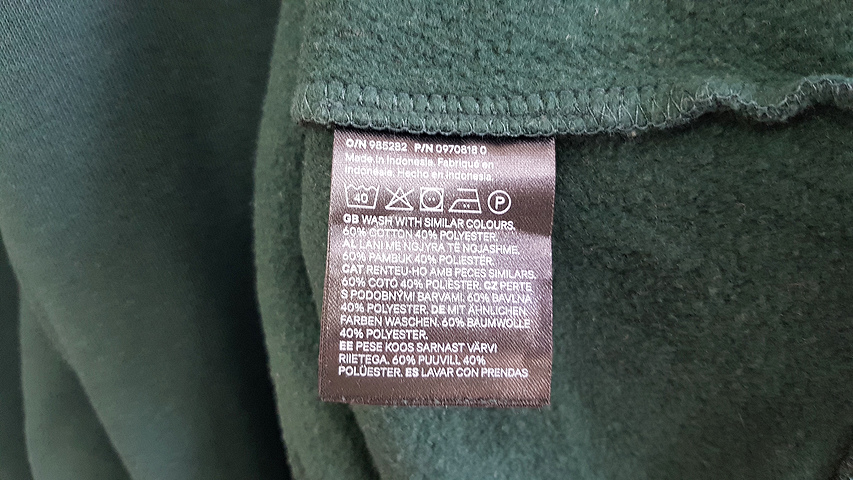 O/N 985282 P/N 0970818 0
Made in Indonesia. Fabriqué en
Indonésie. Hecho en Indonesia.
40 P
GB WASH WITH SIMILAR COLOURS.
60% COTTON 40% POLYESTER.
AL LANI ME NGJYRA TË NGJASHME.
60% PAMBUK 40% POLIESTËR.
CAT RENTEU-HO AMB PECES SIMILARS.
60% COTÓ 40% POLIÈSTER. CZ PERTE
S PODOBNÝMI BARVAMI. 60% BAVLNA
40% POLYESTER. DE MIT ÄHNLICHEN
FARBEN WASCHEN. 60% BAUMWOLLE
40% POLYESTER.
EE PESE KOOS SARNAST VÄRVI
RIIETEGA. 60% PUUVILL 40%
POLÜESTER. ES LAVAR CON PRENDAS